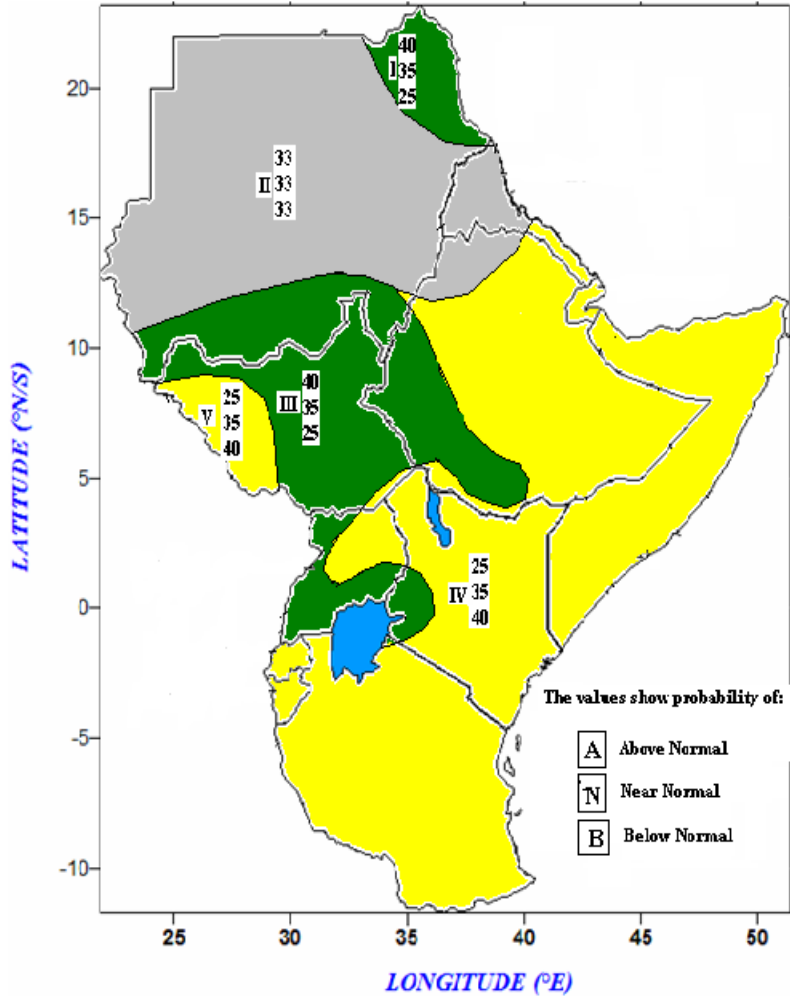 40
I 35
25
20
33
II 33
33
15
10
40
III 35
25
25
V 35
40
5
LATITUDE (°N/S)
25
IV 35
40
0
The values show probability of:
A Above Normal
N Near Normal
B Below Normal
-5
-10
25 30 35 40 45 50
LONGITUDE (°E)